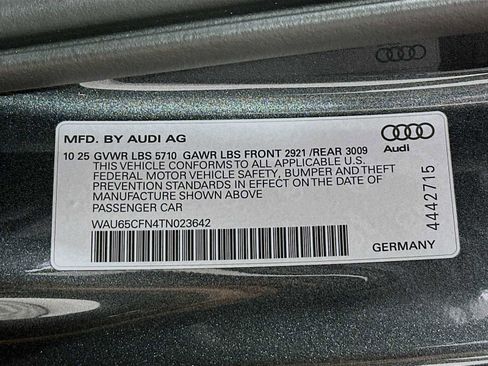 MFD. BY AUDI AG
Audi
10 25 GVWR LBS 5710 GAWR LBS FRONT 2921 /REAR 3009
THIS VEHICLE CONFORMS TO ALL APPLICABLE U.S.
FEDERAL MOTOR VEHICLE SAFETY, BUMPER AND THEFT
PREVENTION STANDARDS IN EFFECT ON THE DATE OF
MANUFACTURE SHOWN ABOVE
PASSENGER CAR
WAU65CFN4TN023642
4442715
GERMANY